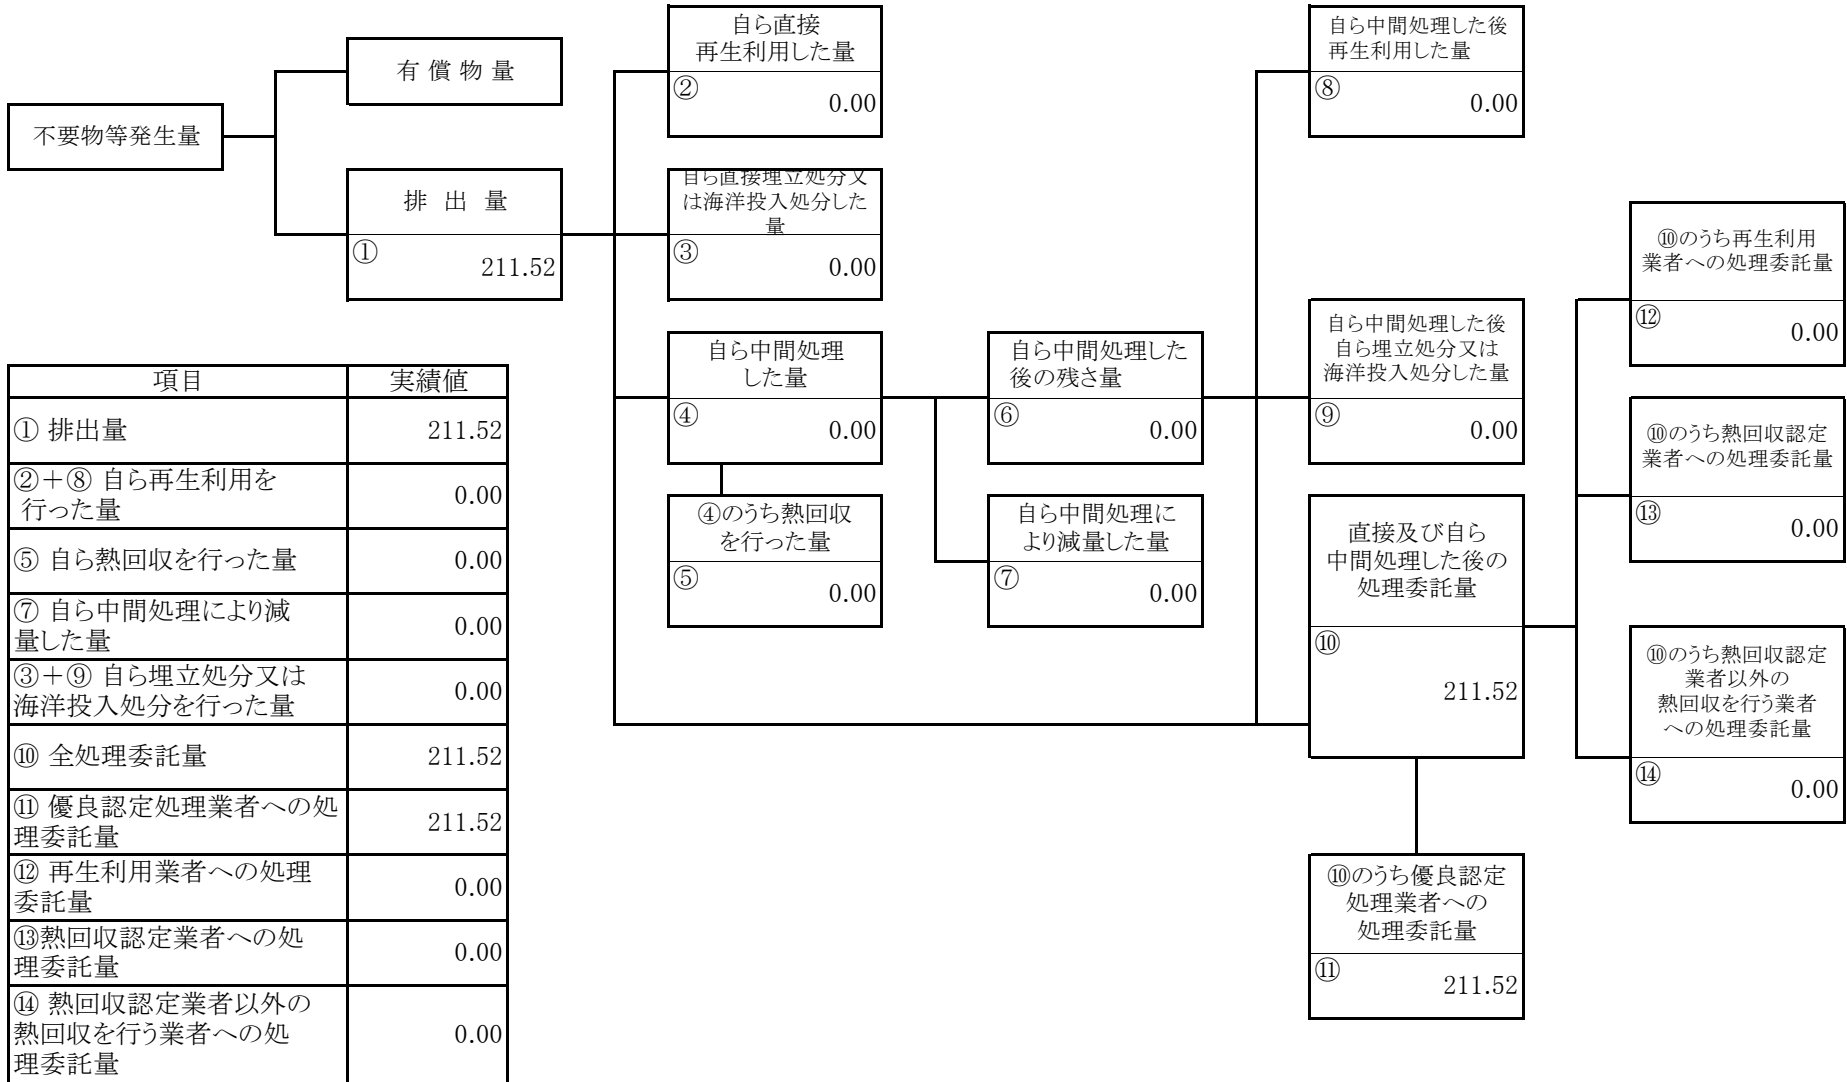 不要物等発生量
有 償 物 量
排 出 量
①
211.52
自ら直接
再生利用した量
②
0.00
自ら直接埋立処分又
は海洋投入処分した
量
③
0.00
自ら中間処理
した量
④
0.00
④のうち熱回収
を行った量
⑤
0.00
自ら中間処理した
後の残さ量
⑥
0.00
自ら中間処理に
より減量した量
⑦
0.00
自ら中間処理した後
再生利用した量
⑧
0.00
自ら中間処理した後
自ら埋立処分又は
海洋投入処分した量
⑨
0.00
直接及び自ら
中間処理した後の
処理委託量
⑩
211.52
⑩のうち優良認定
処理業者への
処理委託量
⑪
211.52
⑩のうち再生利用
業者への処理委託量
⑫
0.00
⑩のうち熱回収認定
業者への処理委託量
⑬
0.00
⑩のうち熱回収認定
業者以外の
熱回収を行う業者
への処理委託量
⑭
0.00
項目 実績値
① 排出量 211.52
②＋⑧ 自ら再生利用を
行った量
0.00
⑤ 自ら熱回収を行った量 0.00
⑦ 自ら中間処理により減
量した量
0.00
③＋⑨ 自ら埋立処分又は
海洋投入処分を行った量
0.00
⑩ 全処理委託量 211.52
⑪ 優良認定処理業者への処
理委託量
211.52
⑫ 再生利用業者への処理
委託量
0.00
⑬熱回収認定業者への処
理委託量
0.00
⑭ 熱回収認定業者以外の
熱回収を行う業者への処
理委託量
0.00